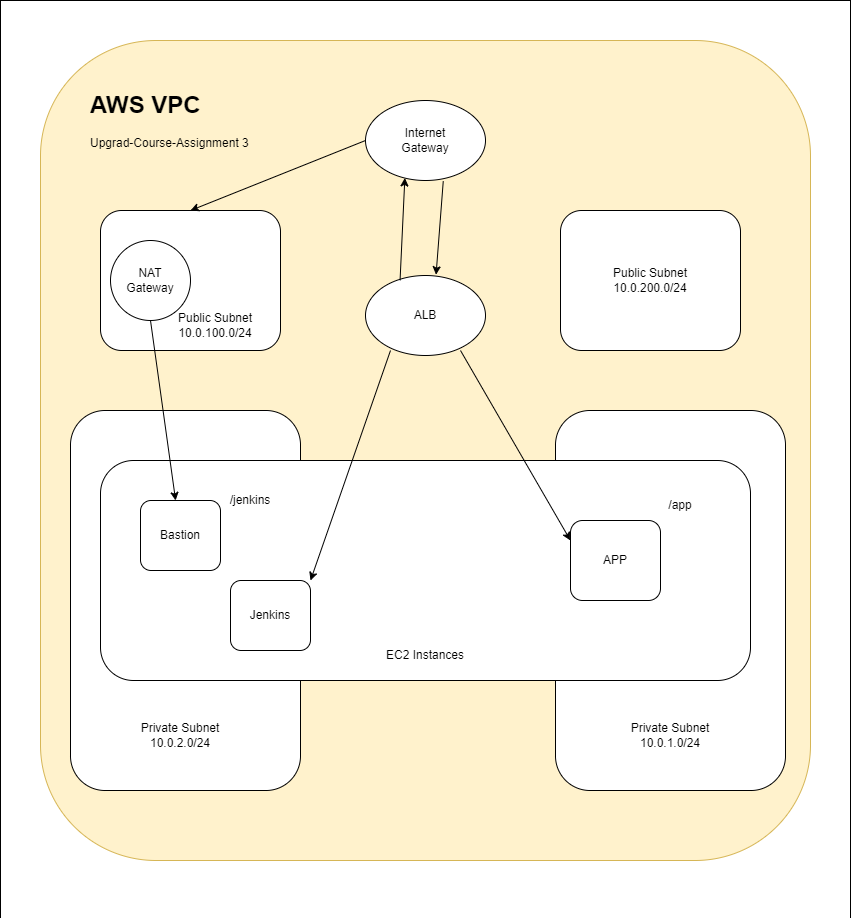 AWS VPC
Upgrad-Course-Assignment 3
Internet
Gateway
NAT
Gateway
Public Subnet
10.0.100.0/24
ALB
Public Subnet
10.0.200.0/24
/jenkins
Bastion
Jenkins
/app
APP
EC2 Instances
Private Subnet
10.0.2.0/24
Private Subnet
10.0.1.0/24